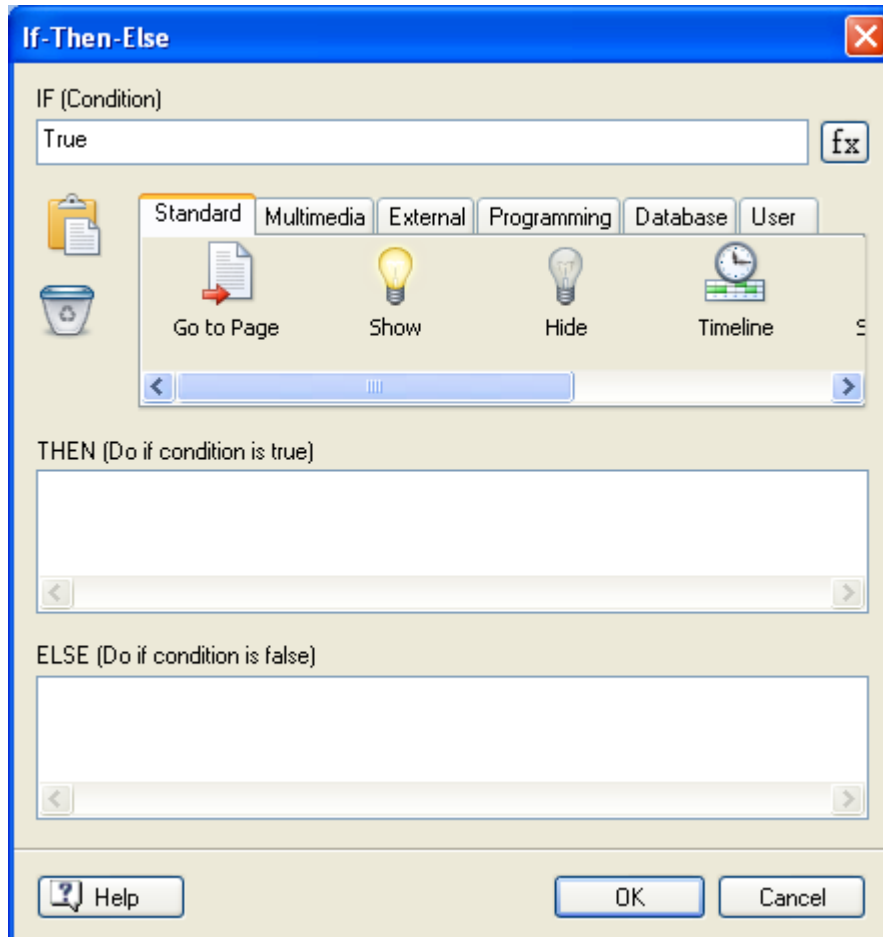 If-Then-Else
IF (Condition)
True
fx
Standard Multimedia External Programming Database User
Go to Page Show Hide Timeline S
THEN (Do if condition is true)
ELSE (Do if condition is false)
Help OK Cancel